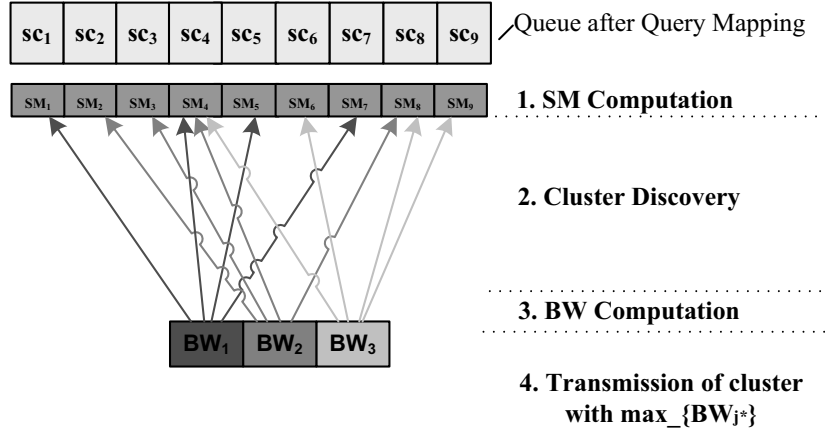 sc₁ sc₂ sc₃ sc₄ sc₅ sc₆ sc₇ sc₈ sc₉
Queue after Query Mapping
SM₁ SM₂ SM₃ SM₄ SM₅ SM₆ SM₇ SM₈ SM₉
1. SM Computation
2. Cluster Discovery
3. BW Computation
BW₁ BW₂ BW₃
4. Transmission of cluster
with max_{BWⱼ*}